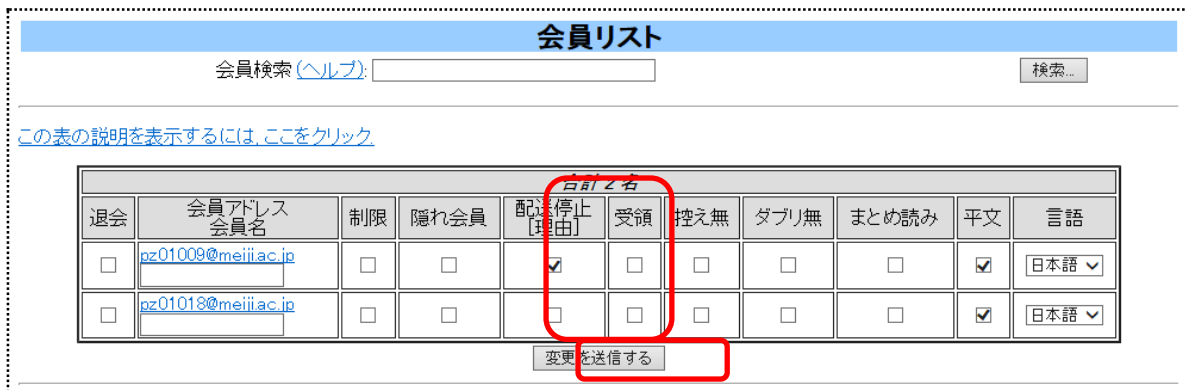 会員リスト
会員検索 (ヘルプ): 検索...
この表の説明を表示するには, ここをクリック.
合計 2 名
退会 会員アドレス 会員名 制限 隠れ会員 配送停止 [理由] 受領 控え無 ダブリ無 まとめ読み 平文 言語
pz01009@meiji.ac.jp 日本語
pz01018@meiji.ac.jp 日本語
変更を送信する